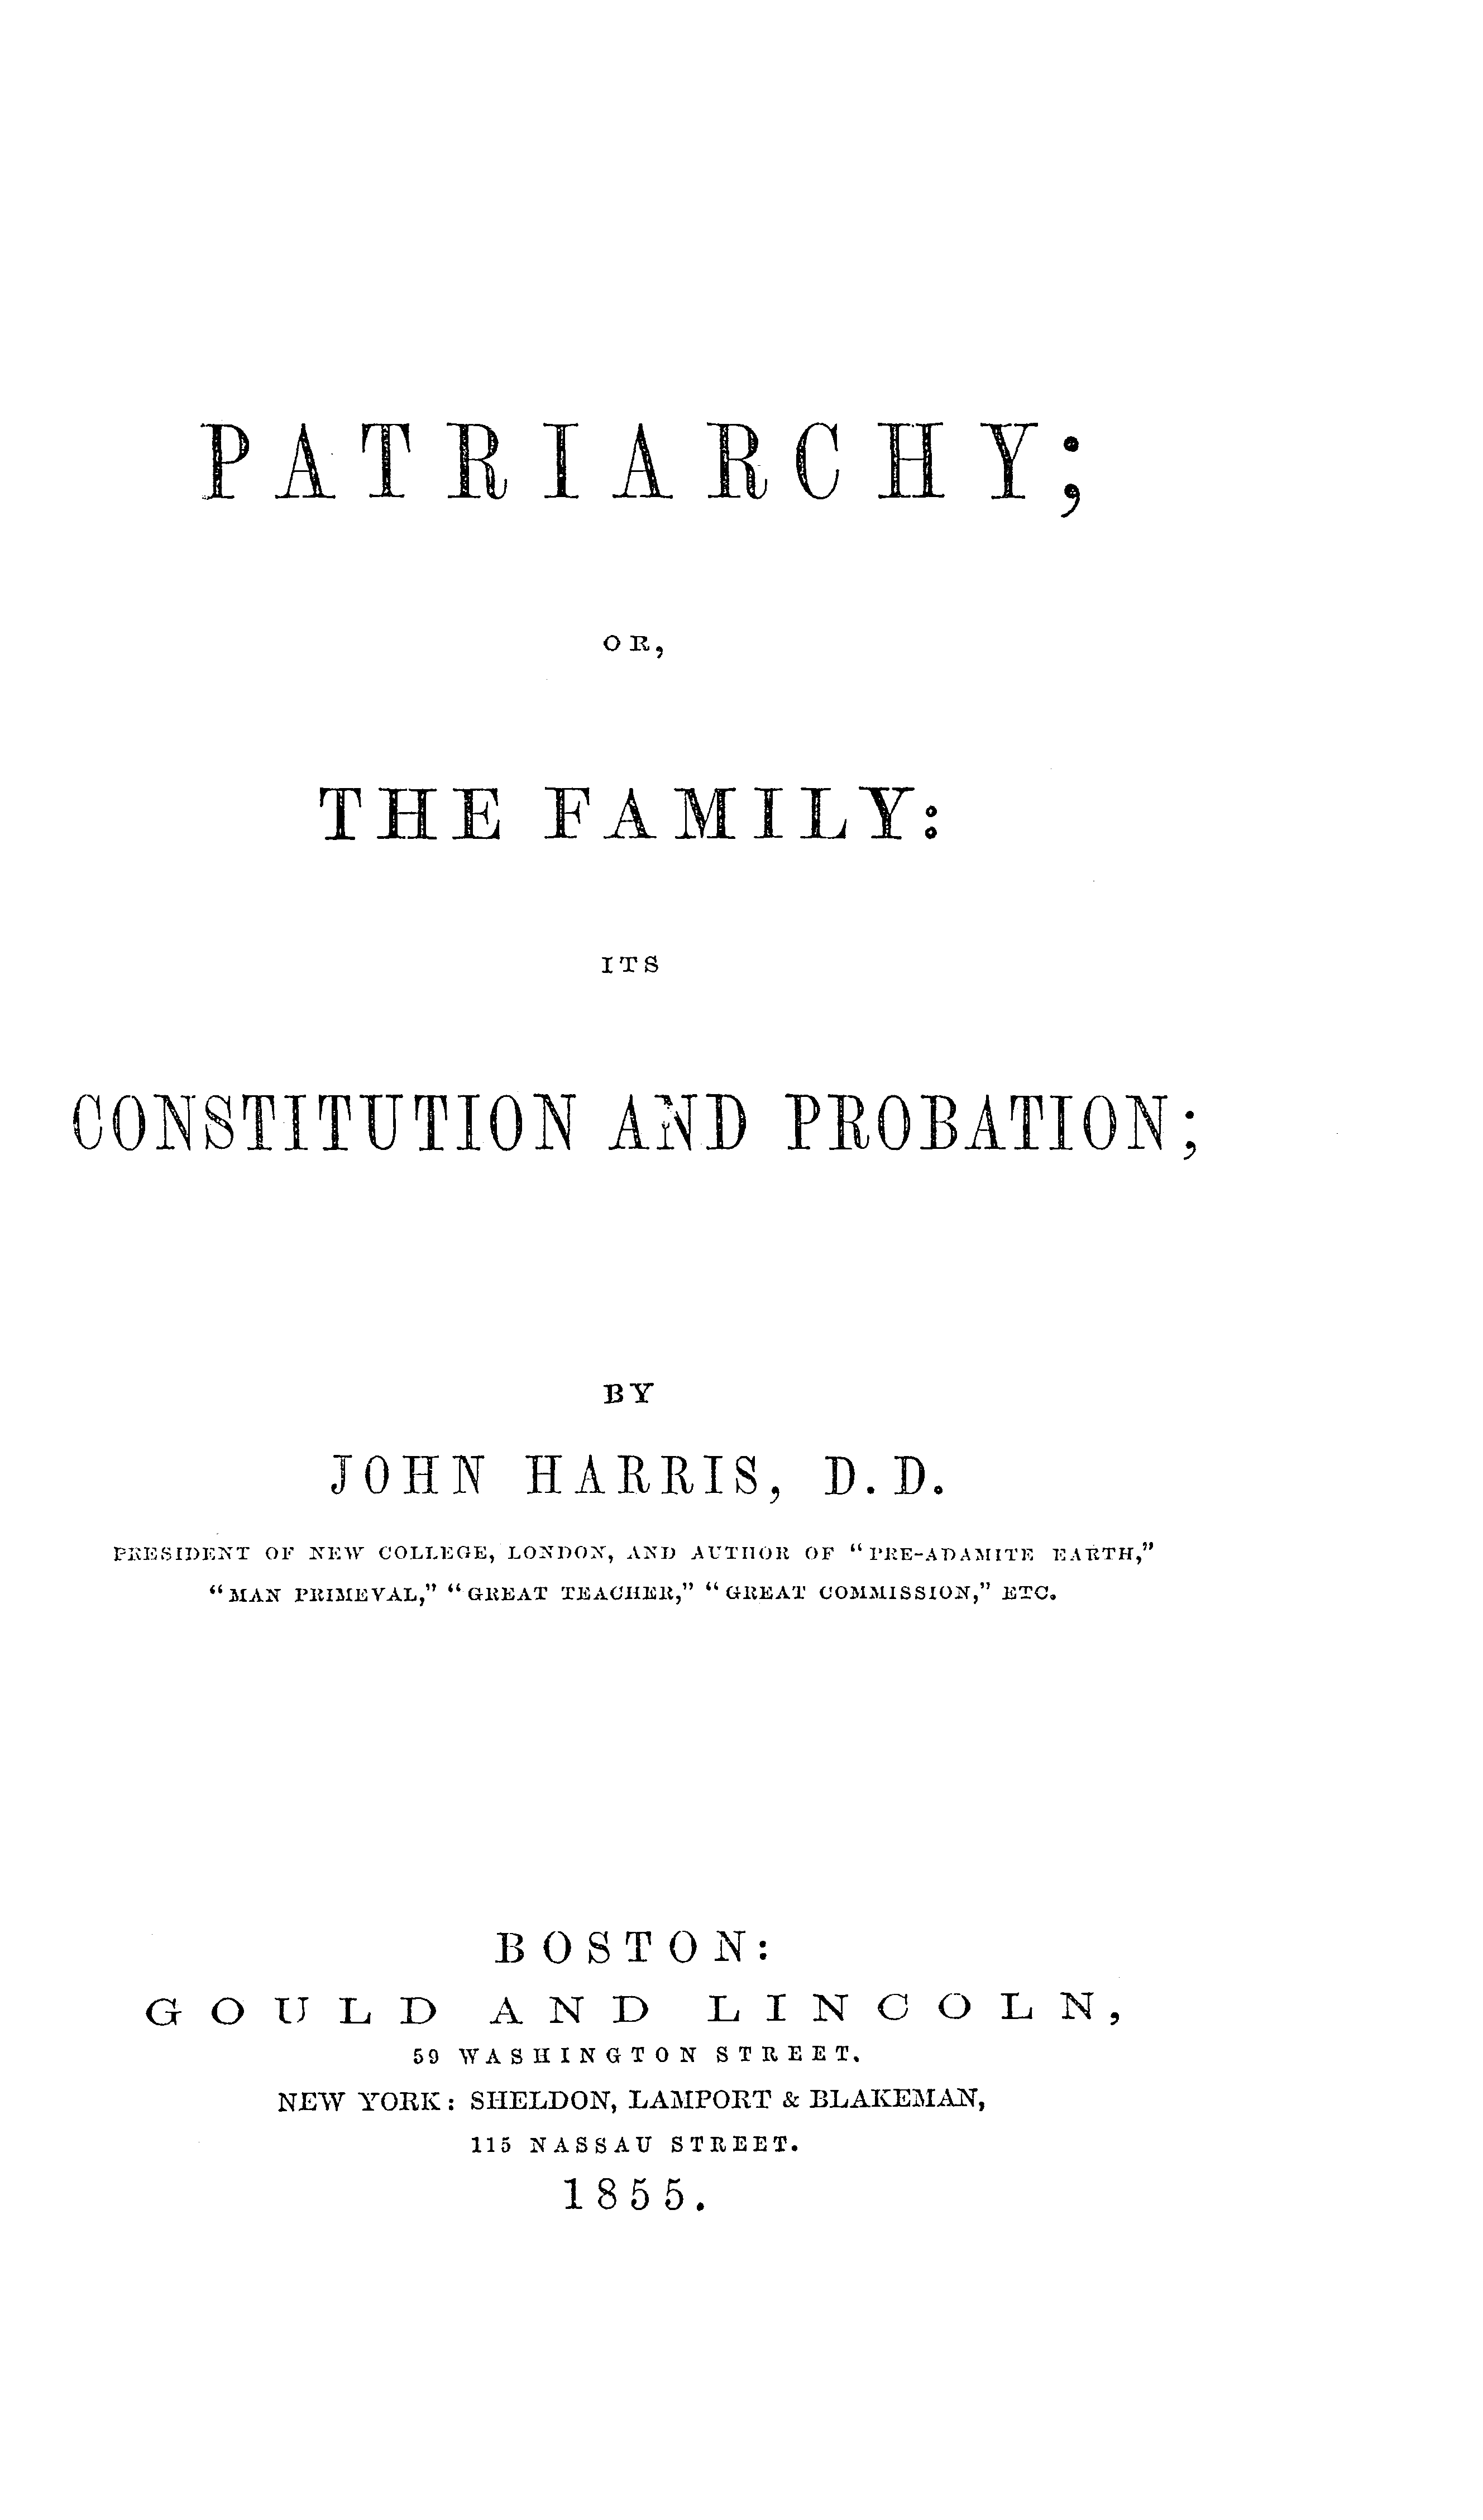 PATRIARCHY;
OR,
THE FAMILY:
ITS
CONSTITUTION AND PROBATION;
BY
JOHN HARRIS, D.D.
PRESIDENT OF NEW COLLEGE, LONDON, AND AUTHOR OF "PRE-ADAMITE EARTH,"
"MAN PRIMEVAL," "GREAT TEACHER," "GREAT COMMISSION," ETC.
BOSTON:
GOULD AND LINCOLN,
59 WASHINGTON STREET.
NEW YORK: SHELDON, LAMPORT & BLAKEMAN,
115 NASSAU STREET.
1855.